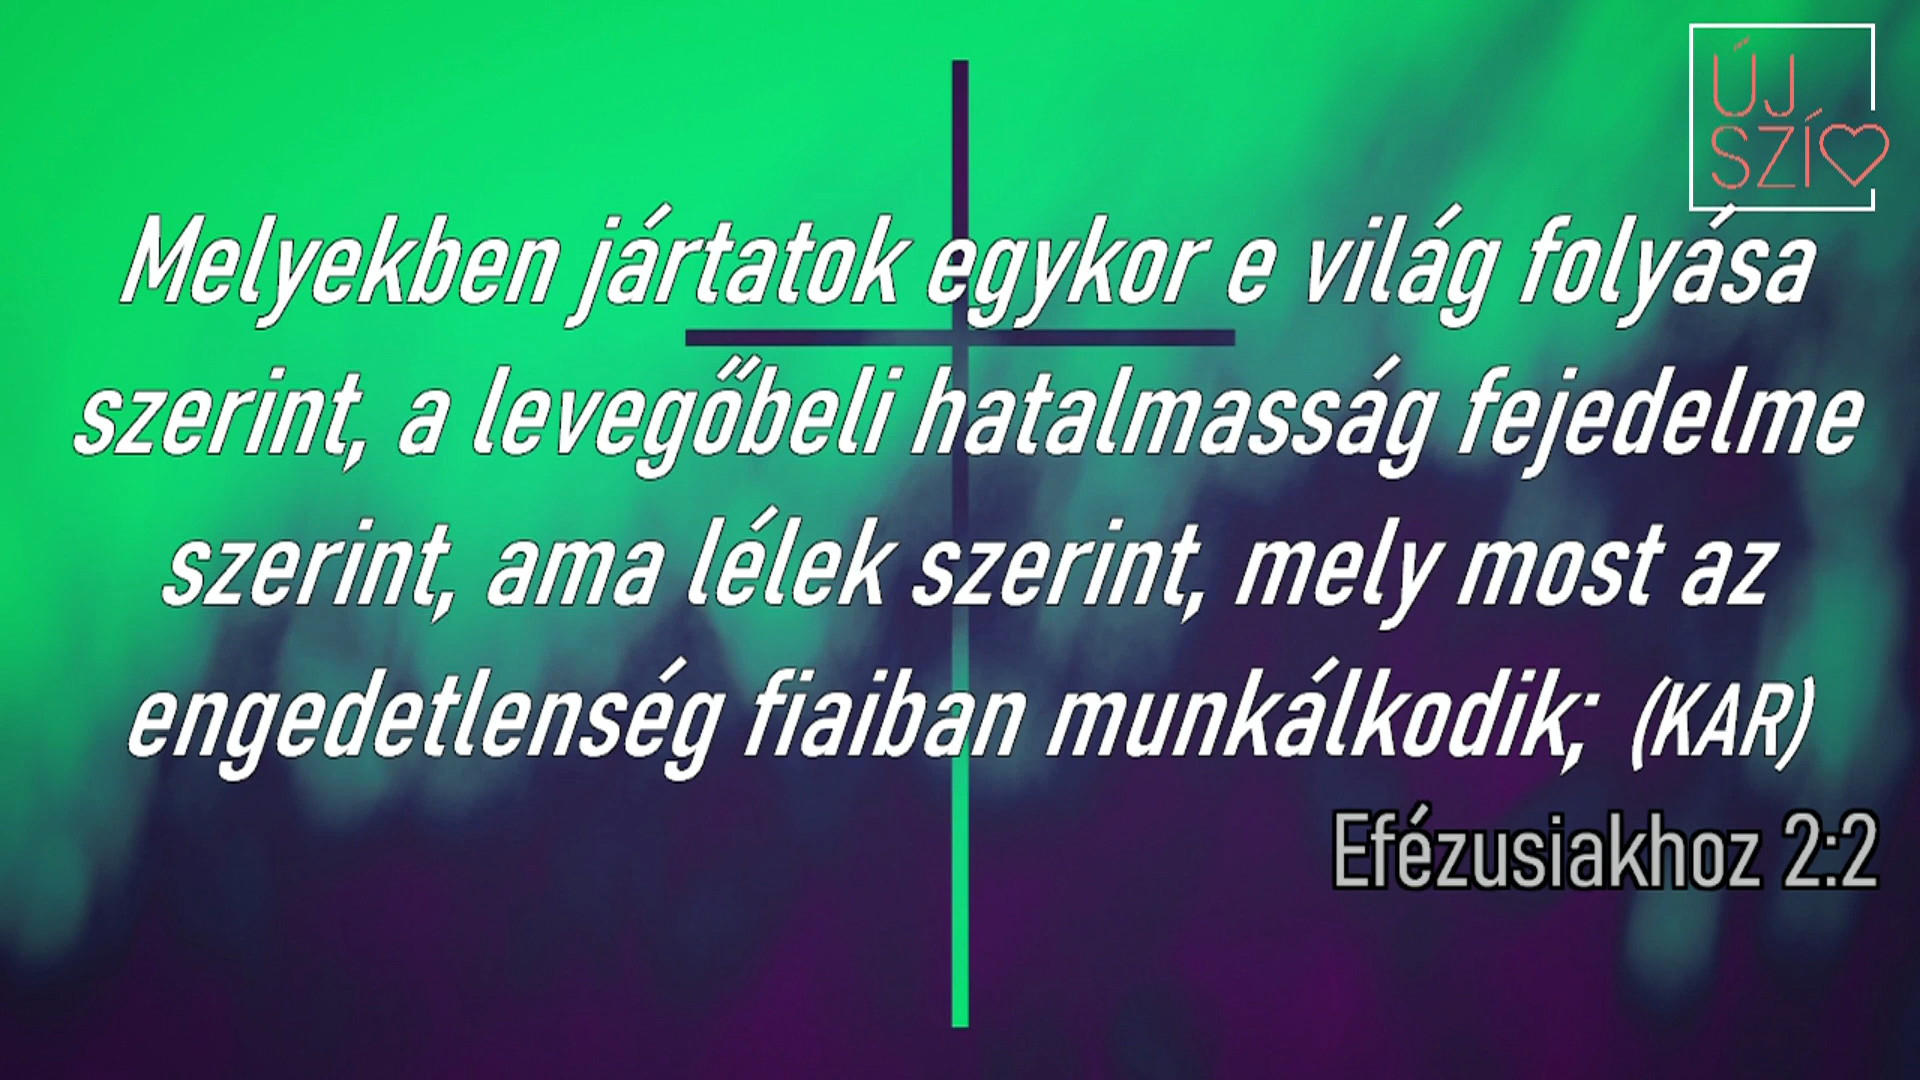 ÚJ
SZÍ
Melyekben jártatok egykor e világ folyása
szerint, a levegőbeli hatalmasság fejedelme
szerint, ama lélek szerint, mely most az
engedetlenség fiaiban munkálkodik; (KAR)
Efézusiakhoz 2:2